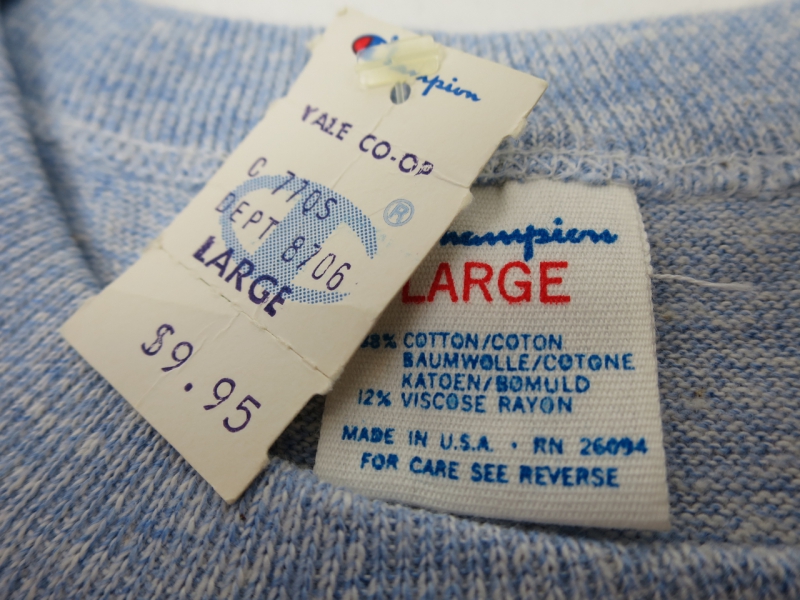 Champion
YALE CO-OP
C 770S
DEPT 8706
®
LARGE
$9.95
Champion
LARGE
88% COTTON/COTON
BAUMWOLLE/COTONE
KATOEN/BOMULD
12% VISCOSE RAYON
MADE IN U.S.A. · RN 26094
FOR CARE SEE REVERSE